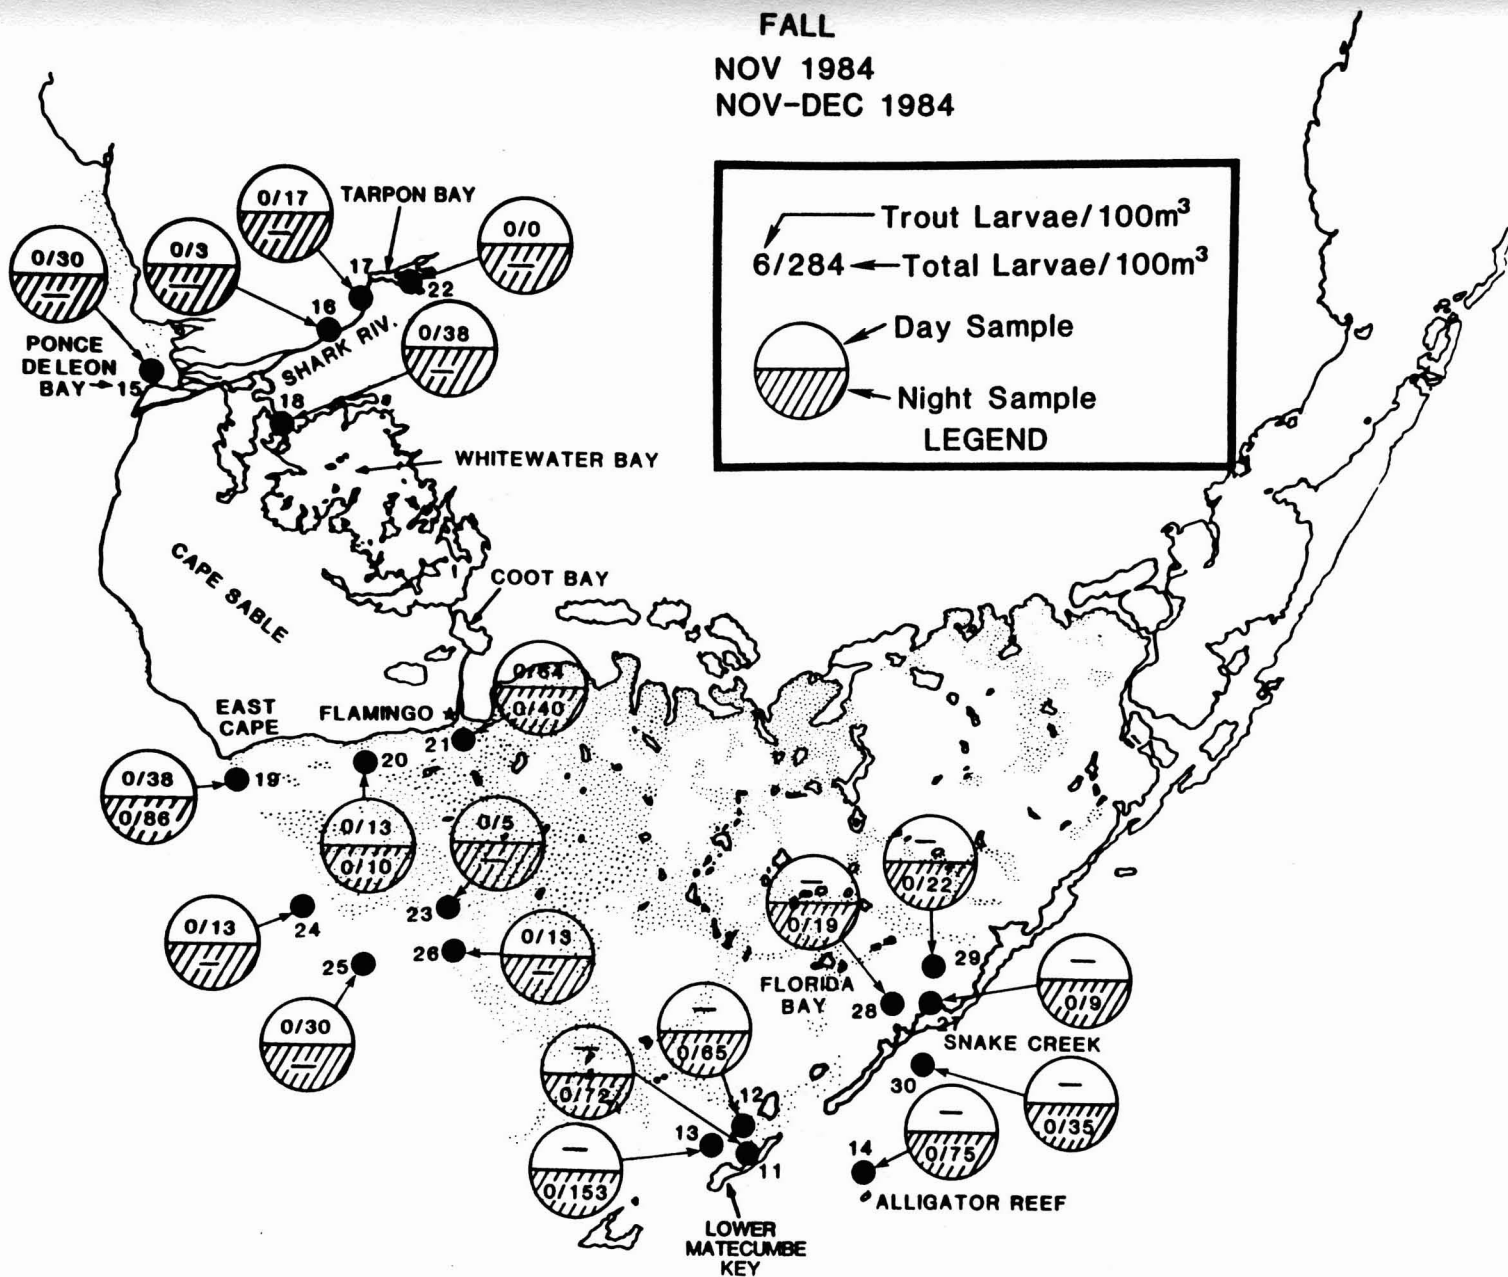 FALL
NOV 1984
NOV-DEC 1984
Trout Larvae/100m³
6/284
Total Larvae/100m³
Day Sample
Night Sample
LEGEND
0/17
TARPON BAY
0/0
0/3
0/30
17
22
16
0/38
SHARK RIV.
PONCE
DE LEON
BAY
15
18
WHITEWATER BAY
CAPE SABLE
COOT BAY
0/64
0/40
EAST
CAPE
FLAMINGO
21
20
19
0/38
0/86
0/13
0/10
0/5
0/22
0/19
23
24
0/13
26
0/13
25
29
FLORIDA
BAY
28
27
0/9
SNAKE CREEK
0/30
0/65
30
0/72
0/35
12
13
11
14
0/75
0/153
ALLIGATOR REEF
LOWER
MATECUMBE
KEY